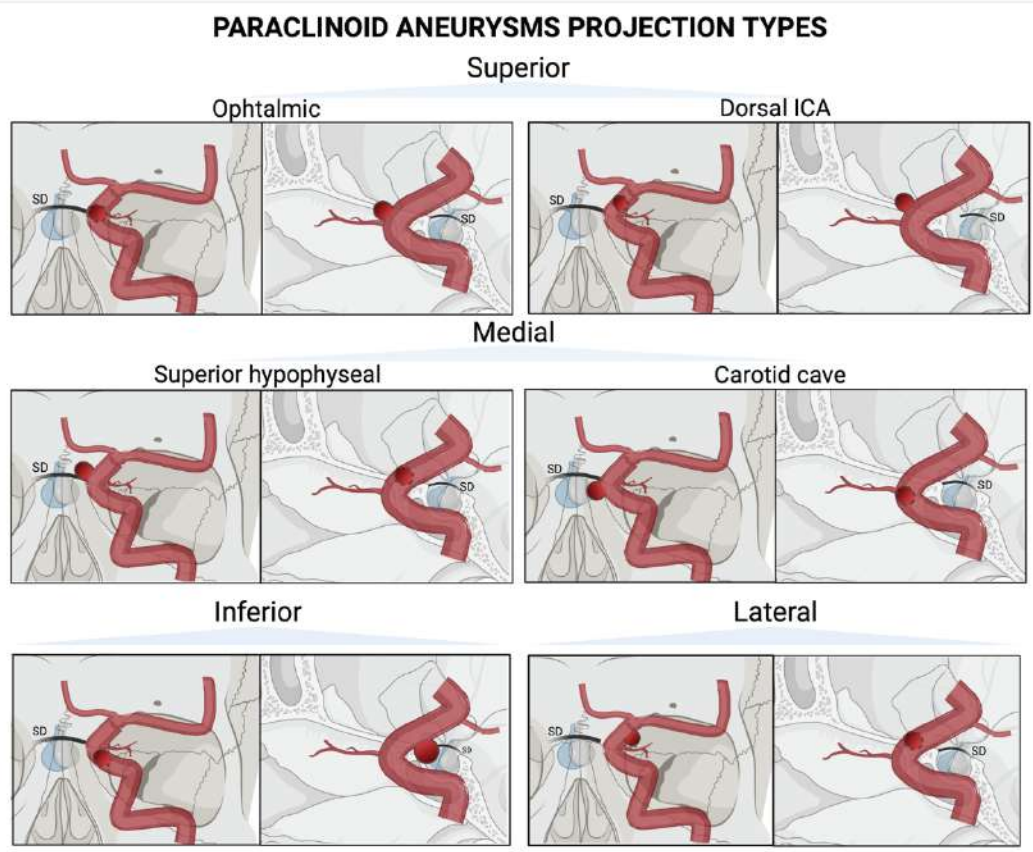 PARACLINOID ANEURYSMS PROJECTION TYPES
Superior
Ophtalmic
Dorsal ICA
SD
SD
SD
SD
Medial
Superior hypophyseal
Carotid cave
SD
SD
SD
SD
Inferior
Lateral
SD
SD
SD
SD